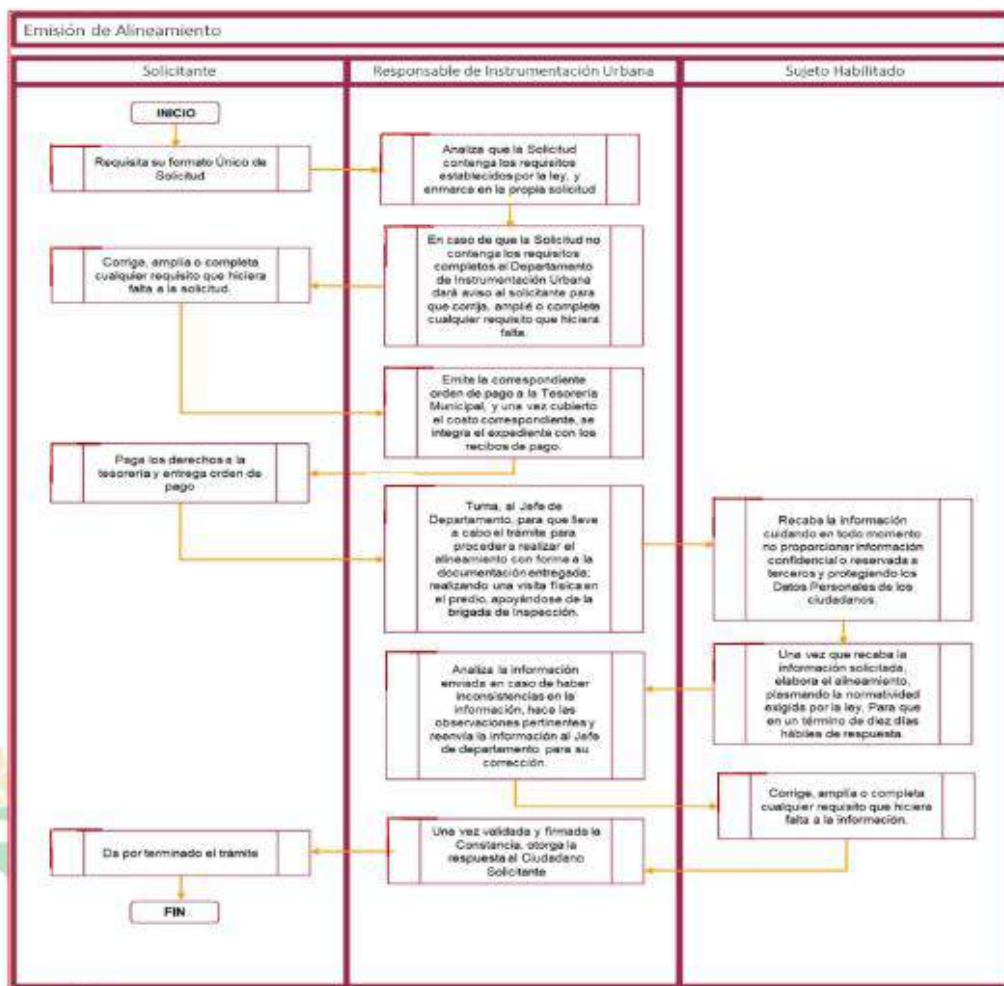 Emisión de Alineamiento
Solicitante
Responsable de Instrumentación Urbana
Sujeto Habilitado
INICIO
Requisita su formato Único de
Solicitud
Analiza que la Solicitud
contenga los requisitos
establecidos por la ley, y
enmarca en la propia solicitud
En caso de que la Solicitud no
contenga los requisitos
completos el Departamento
de Instrumentación Urbana
dará aviso al solicitante para
que corrija, amplié o complete
cualquier requisito que hiciera
falta.
Corrige, amplia o completa
cualquier requisito que hiciera
falta a la solicitud.
Emite la correspondiente
orden de pago a la Tesorería
Municipal, y una vez cubierto
el costo correspondiente, se
integra el expediente con los
recibos de pago.
Paga los derechos a la
tesorería y entrega orden de
pago
Turna, al Jefe de
Departamento, para que lleve
a cabo el trámite para
proceder a realizar el
alineamiento con forme a la
documentación entregada;
realizando una visita física en
el predio, apoyándose de la
brigada de Inspección.
Recaba la información
cuidando en todo momento
no proporcionar información
confidencial o reservada a
terceros y protegiendo los
Datos Personales de los
ciudadanos.
Una vez que recaba la
información solicitada,
elabora el alineamiento,
plasmando la normatividad
exigida por la ley. Para que
en un término de diez días
hábiles de respuesta.
Analiza la información
enviada en caso de haber
inconsistencias en la
información, hace las
observaciones pertinentes y
reenvía la información al Jefe
de departamento para su
corrección.
Corrige, amplia o completa
cualquier requisito que hiciera
falta a la información.
Una vez validada y firmada la
Constancia, otorga la
respuesta al Ciudadano
Solicitante
Da por terminado el trámite
FIN